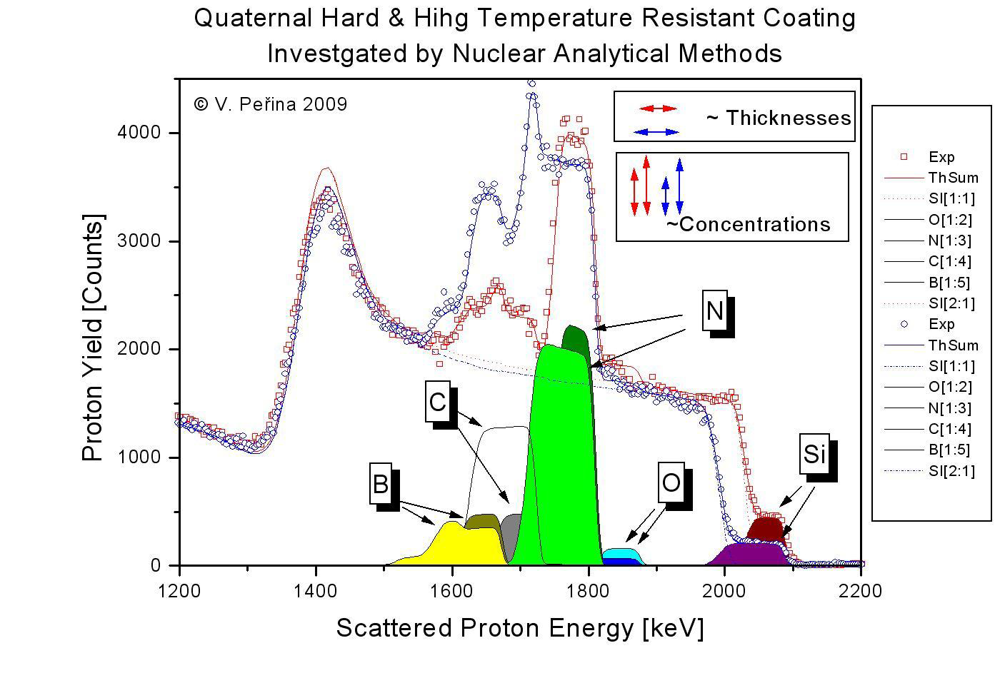 Quaternal Hard & Hihg Temperature Resistant Coating
Investgated by Nuclear Analytical Methods
© V. Peřina 2009
~ Thicknesses
~Concentrations
Proton Yield [Counts]
4000
3000
2000
1000
0
N
C
B
O
Si
1200 1400 1600 1800 2000 2200
Scattered Proton Energy [keV]
Exp
ThSum
SI[1:1]
O[1:2]
N[1:3]
C[1:4]
B[1:5]
SI[2:1]
Exp
ThSum
SI[1:1]
O[1:2]
N[1:3]
C[1:4]
B[1:5]
SI[2:1]